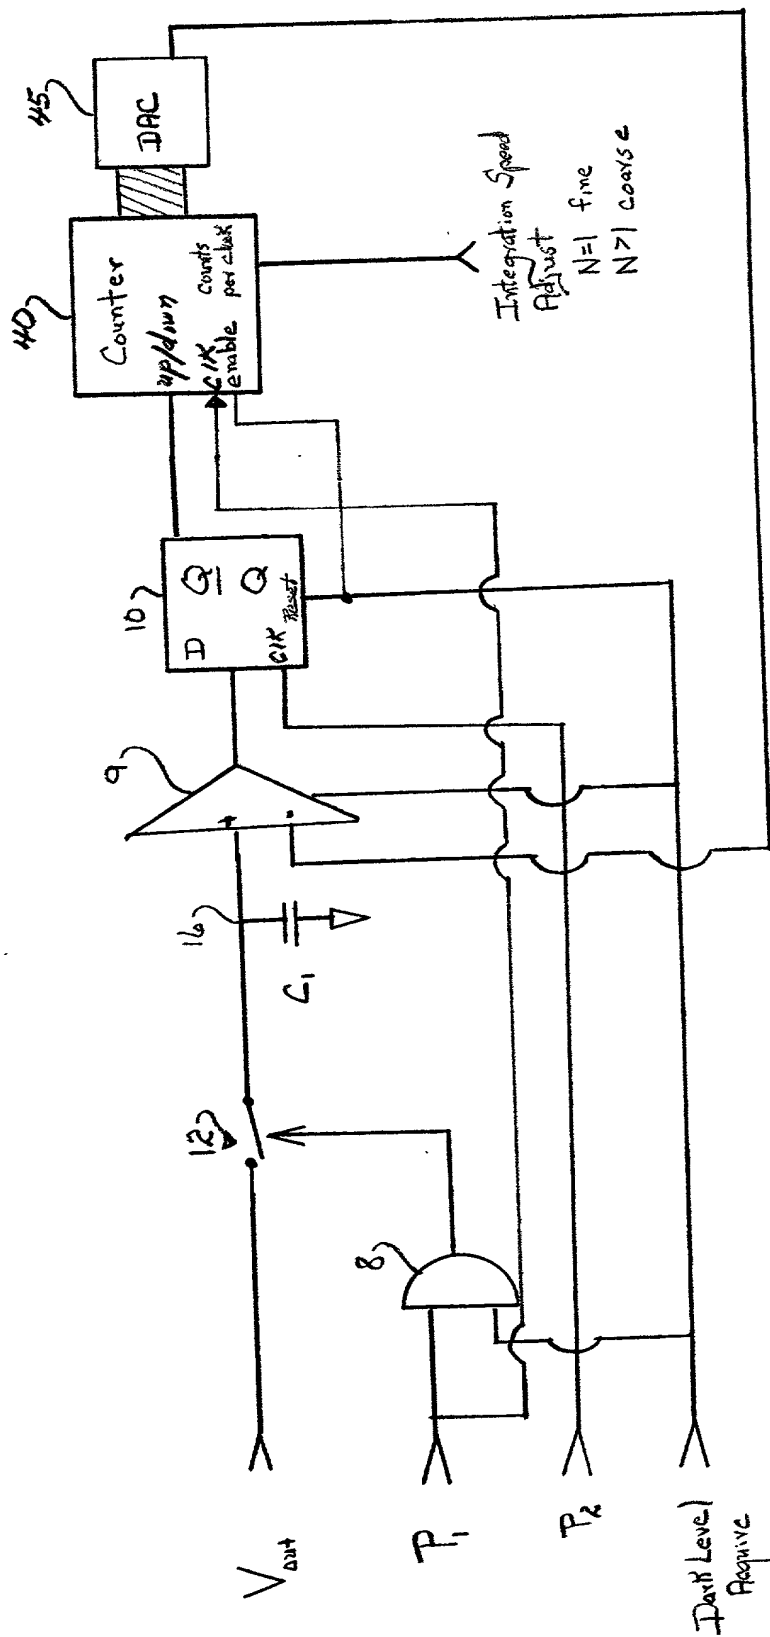 45
DAC
40
Counter
up/down
CLK
enable
Counts
per clock
Integration Speed
Adjust
N=1 fine
N>1 coarse
10
D
Q
Q
CLK
Reset
9
+
-
16
C1
12
8
Vout
P1
P2
Dark Level
Acquire